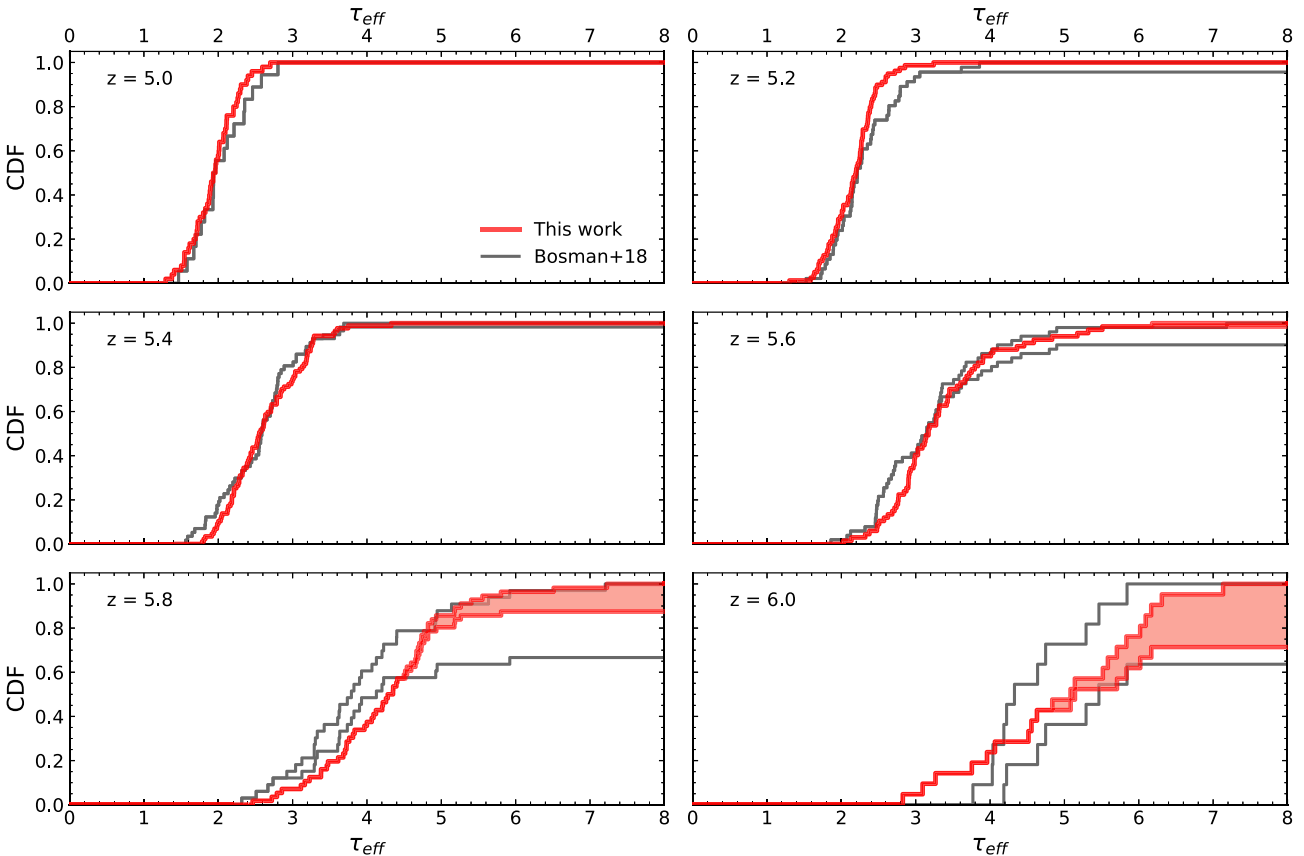 τeff τeff
0 1 2 3 4 5 6 7 8 0 1 2 3 4 5 6 7 8
CDF
1.0
0.8
0.6
0.4
0.2
0.0
z = 5.0
This work
Bosman+18
z = 5.2
CDF
1.0
0.8
0.6
0.4
0.2
0.0
z = 5.4
z = 5.6
CDF
1.0
0.8
0.6
0.4
0.2
0.0
z = 5.8
z = 6.0
0 1 2 3 4 5 6 7 8 0 1 2 3 4 5 6 7 8
τeff τeff